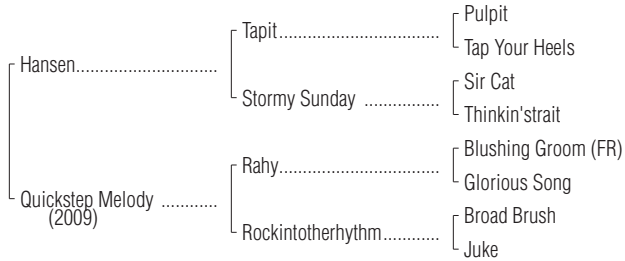 Pulpit
Tapit
Tap Your Heels
Hansen
Sir Cat
Stormy Sunday
Thinkin'strait
Blushing Groom (FR)
Rahy
Glorious Song
Quickstep Melody
(2009)
Broad Brush
Rockintotherhythm
Juke